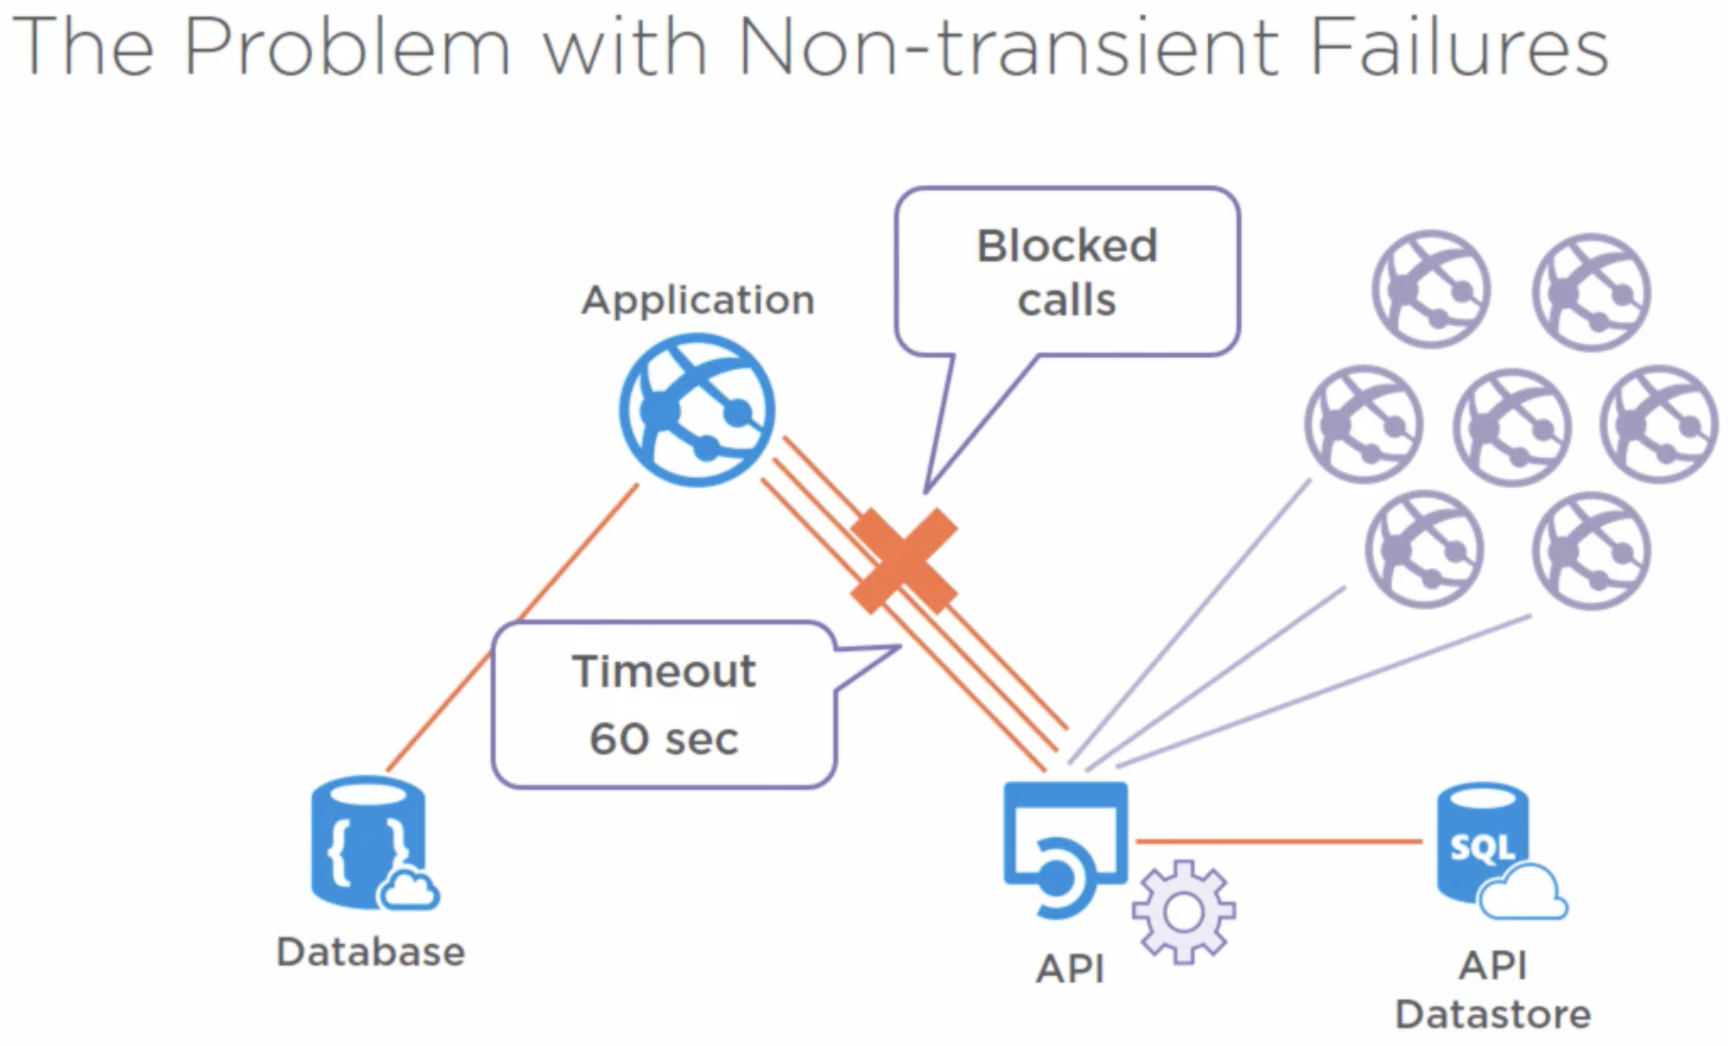 The Problem with Non-transient Failures
Blocked
calls
Application
Timeout
60 sec
{ }
SQL
Database
API
API
Datastore